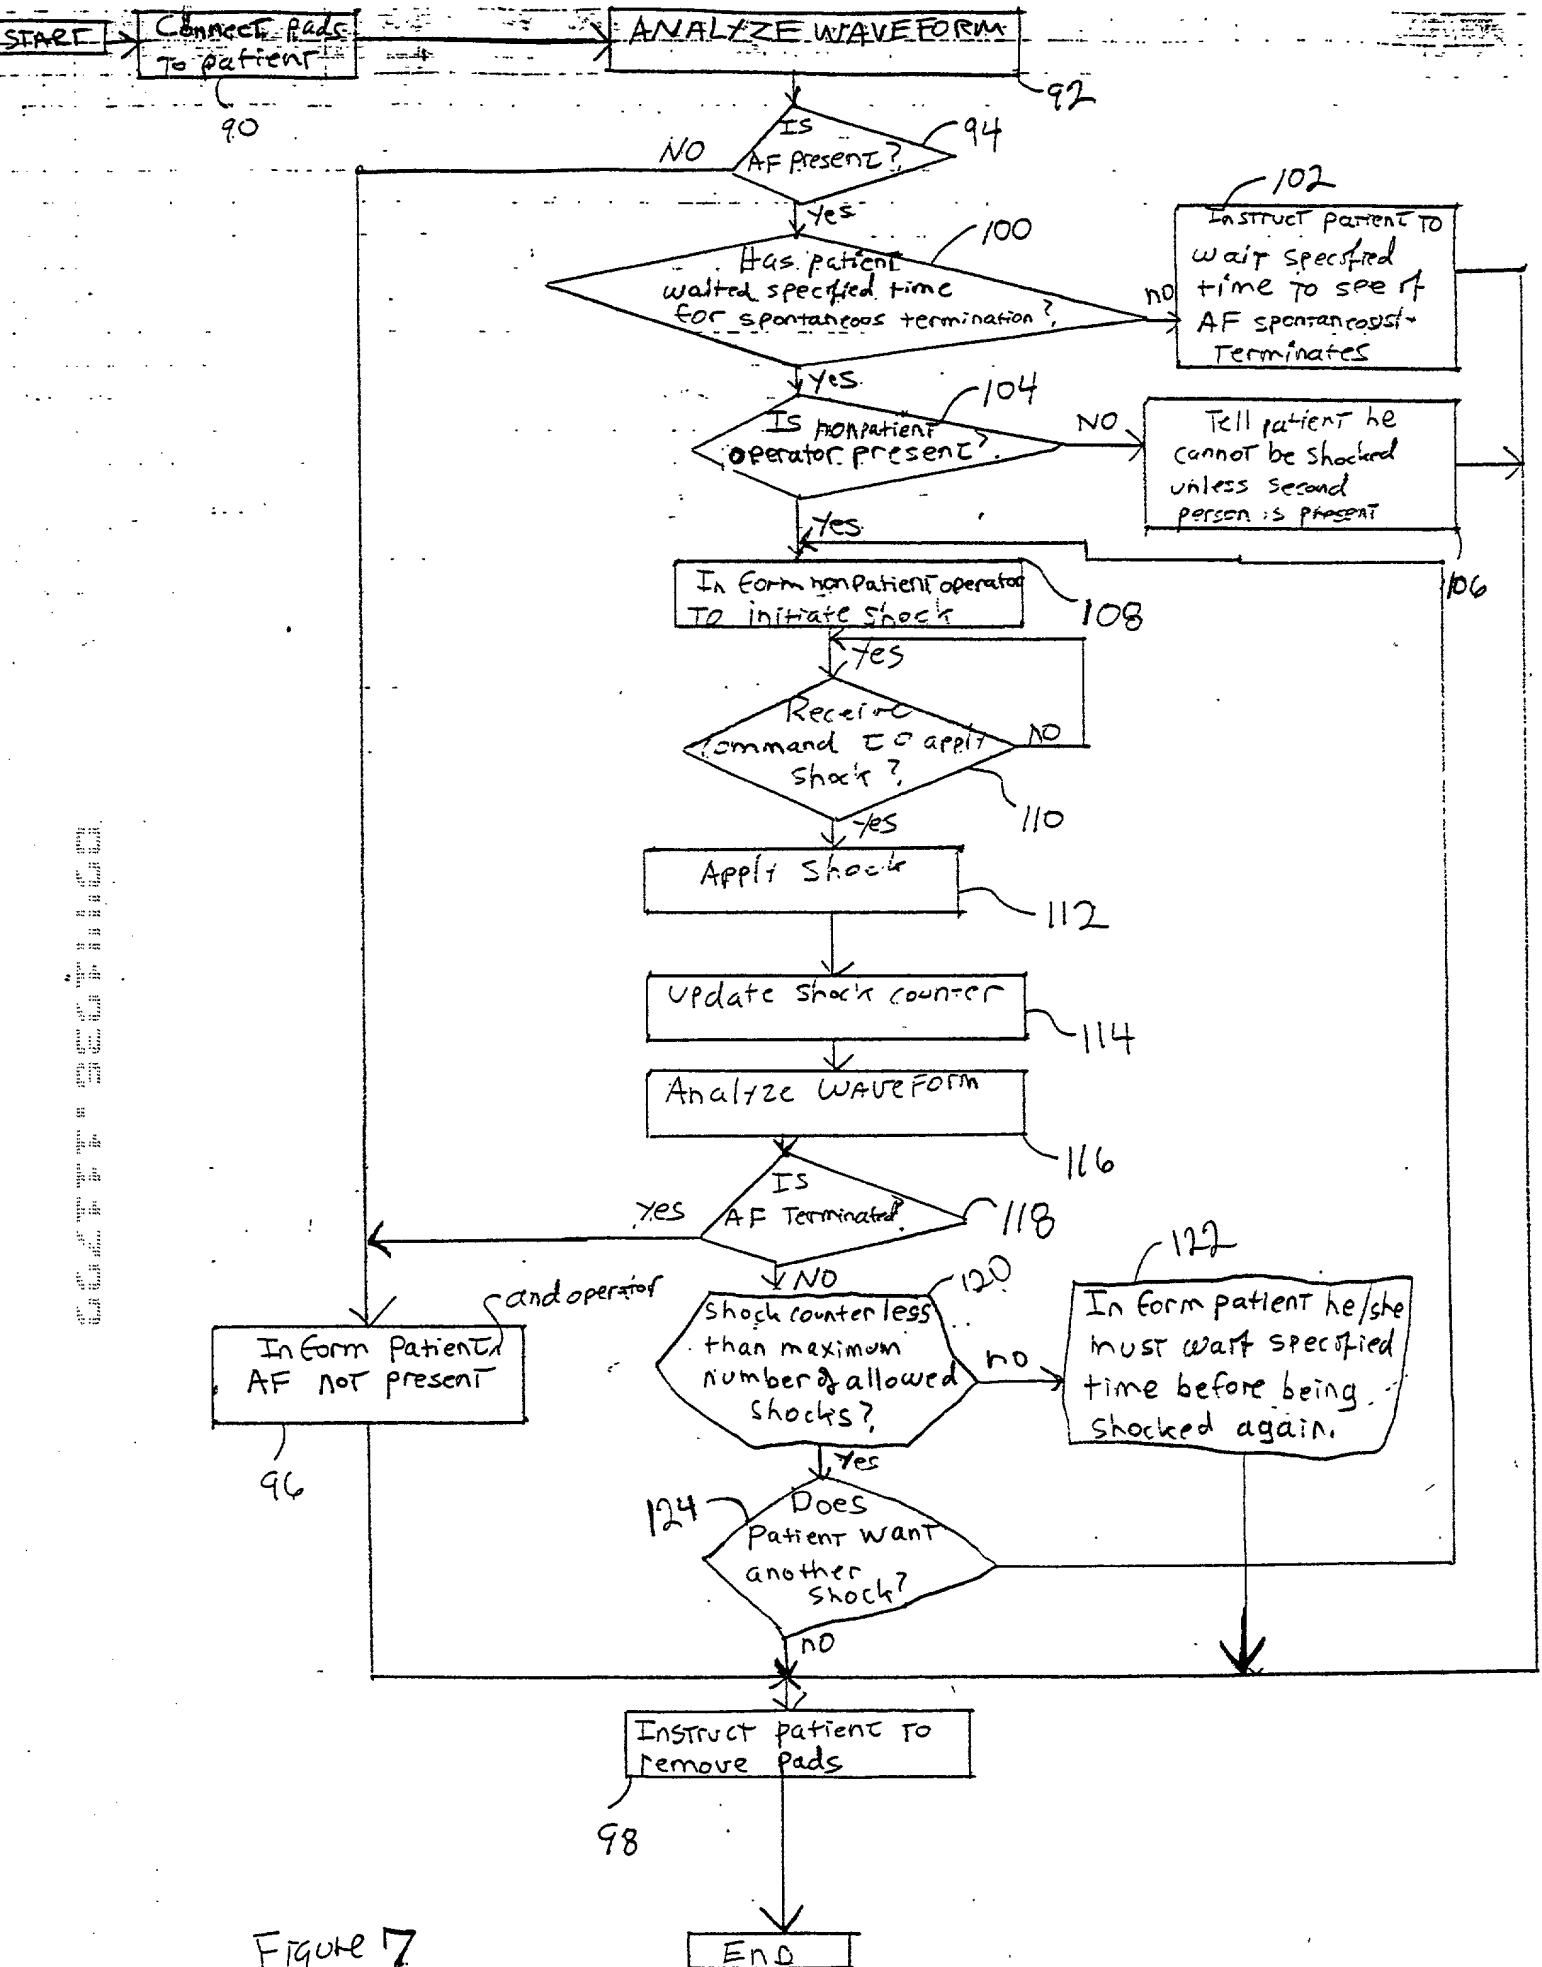 START
Connect Pads
To patient
90
ANALYZE WAVEFORM
92
Is
AF present?
94
NO
Yes
Has patient
waited specified time
for spontaneos termination?
100
no
102
Instruct patient to
wait specified
time to see if
AF
Terminates
Yes
Is nonpatient
operator present?
104
NO
Tell patient he
cannot be shocked
unless second
person is present
106
Yes
Inform nonpatient operator
To initiate shock
108
Yes
Receive
command to apply
shock?
NO
110
Yes
Apply Shock
112
Update shock counter
114
Analyze WAVEFORM
116
Is
AF Terminated?
118
Yes
NO
and operator
Inform Patient
AF not present
96
Shock counter less
than maximum
number of allowed
shocks?
120
no
122
Inform patient he/she
must wait specified
time before being
shocked again.
Yes
124
Does
Patient want
another
shock?
no
Instruct patient to
remove pads
98
End
Figure 7